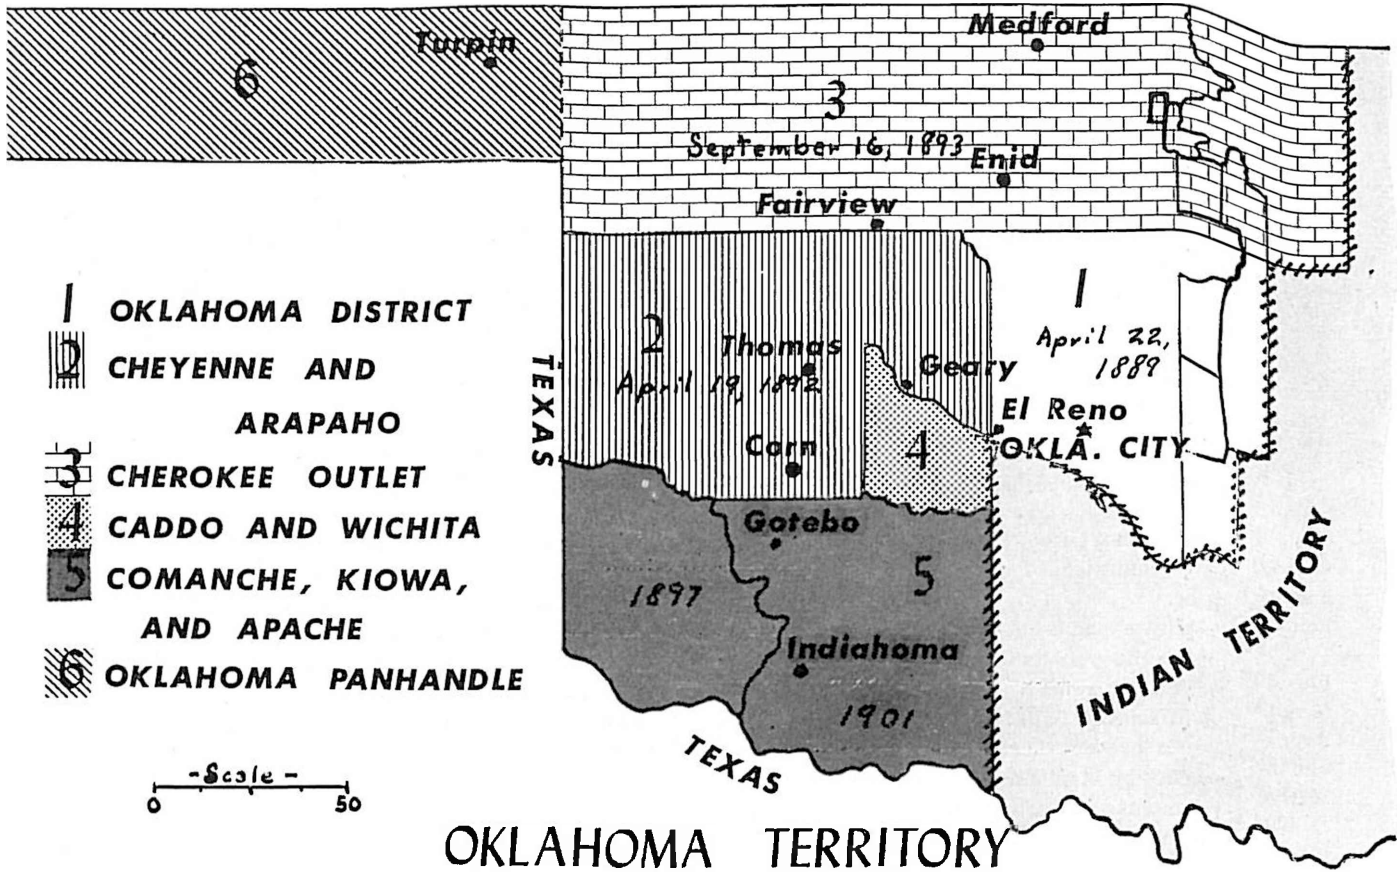 Medford
Turpin
6
3
September 16, 1893
Enid
Fairview
1
April 22,
1889
2
Thomas
April 19, 1892
Geary
El Reno
OKLA. CITY
Corn
4
TEXAS
Gotebo
5
1897
Indiahoma
1901
TEXAS
INDIAN TERRITORY
1 OKLAHOMA DISTRICT
2 CHEYENNE AND
ARAPAHO
3 CHEROKEE OUTLET
4 CADDO AND WICHITA
5 COMANCHE, KIOWA,
AND APACHE
6 OKLAHOMA PANHANDLE
-Scale-
0 50
OKLAHOMA TERRITORY